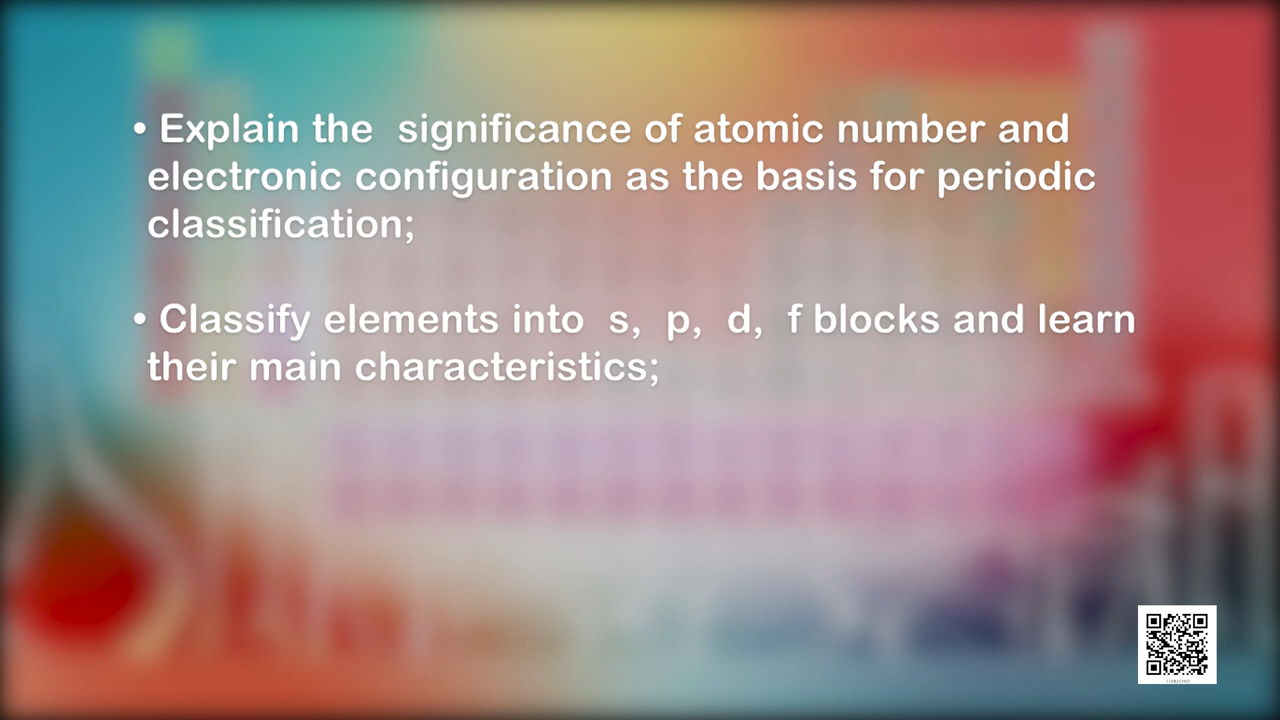 • Explain the significance of atomic number and
electronic configuration as the basis for periodic
classification;
• Classify elements into s, p, d, f blocks and learn
their main characteristics;